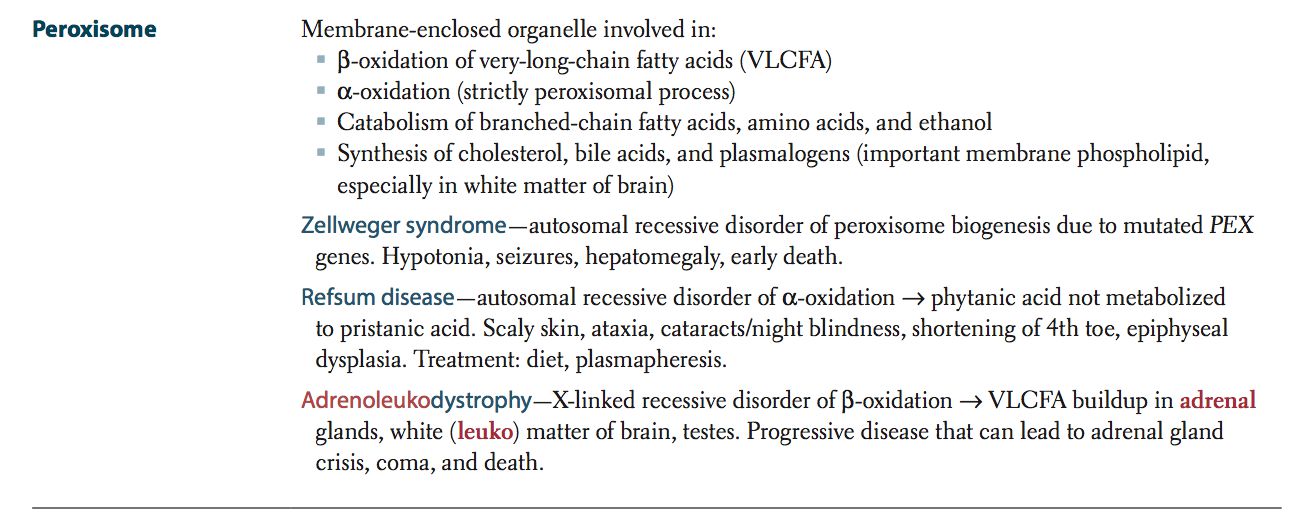 Peroxisome
Membrane-enclosed organelle involved in:
▪ β-oxidation of very-long-chain fatty acids (VLCFA)
▪ α-oxidation (strictly peroxisomal process)
▪ Catabolism of branched-chain fatty acids, amino acids, and ethanol
▪ Synthesis of cholesterol, bile acids, and plasmalogens (important membrane phospholipid,
especially in white matter of brain)
Zellweger syndrome—autosomal recessive disorder of peroxisome biogenesis due to mutated PEX
genes. Hypotonia, seizures, hepatomegaly, early death.
Refsum disease—autosomal recessive disorder of α-oxidation → phytanic acid not metabolized
to pristanic acid. Scaly skin, ataxia, cataracts/night blindness, shortening of 4th toe, epiphyseal
dysplasia. Treatment: diet, plasmapheresis.
Adrenoleukodystrophy—X-linked recessive disorder of β-oxidation → VLCFA buildup in adrenal
glands, white (leuko) matter of brain, testes. Progressive disease that can lead to adrenal gland
crisis, coma, and death.